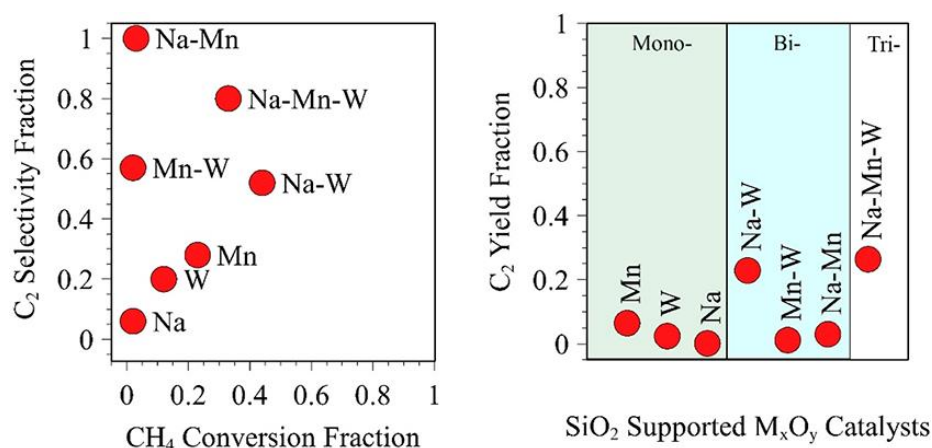 C₂ Selectivity Fraction
1
0.8
0.6
0.4
0.2
0
Na-Mn
Na-Mn-W
Mn-W
Na-W
Mn
W
Na
0 0.2 0.4 0.6 0.8 1
CH₄ Conversion Fraction
C₂ Yield Fraction
1
0.8
0.6
0.4
0.2
0
Mono-
Bi-
Tri-
Mn
W
Na
Na-W
Mn-W
Na-Mn
Na-Mn-W
SiO₂ Supported MₓOᵧ Catalysts